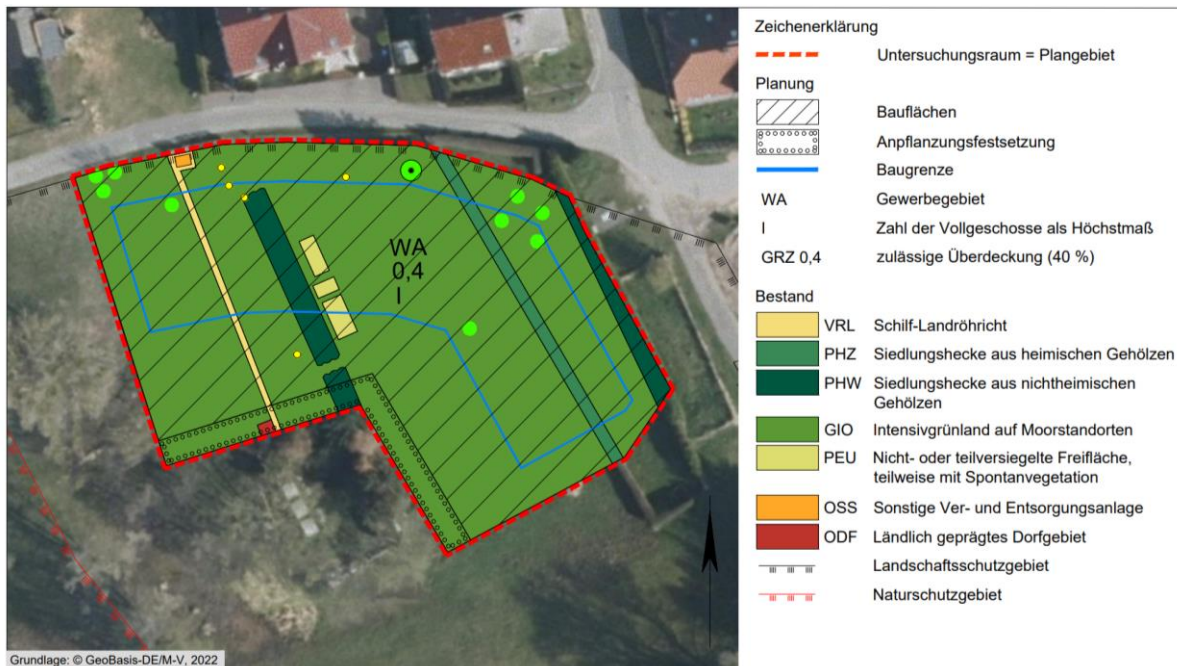 WA
0,4
I
Grundlage: © GeoBasis-DE/M-V, 2022
Zeichenerklärung
Untersuchungsraum = Plangebiet
Planung
Bauflächen
Anpflanzungsfestsetzung
Baugrenze
WA Gewerbegebiet
I Zahl der Vollgeschosse als Höchstmaß
GRZ 0,4 zulässige Überdeckung (40 %)
Bestand
VRL Schilf-Landröhricht
PHZ Siedlungshecke aus heimischen Gehölzen
PHW Siedlungshecke aus nichtheimischen
Gehölzen
GIO Intensivgrünland auf Moorstandorten
PEU Nicht- oder teilversiegelte Freifläche,
teilweise mit Spontanvegetation
OSS Sonstige Ver- und Entsorgungsanlage
ODF Ländlich geprägtes Dorfgebiet
Landschaftsschutzgebiet
Naturschutzgebiet